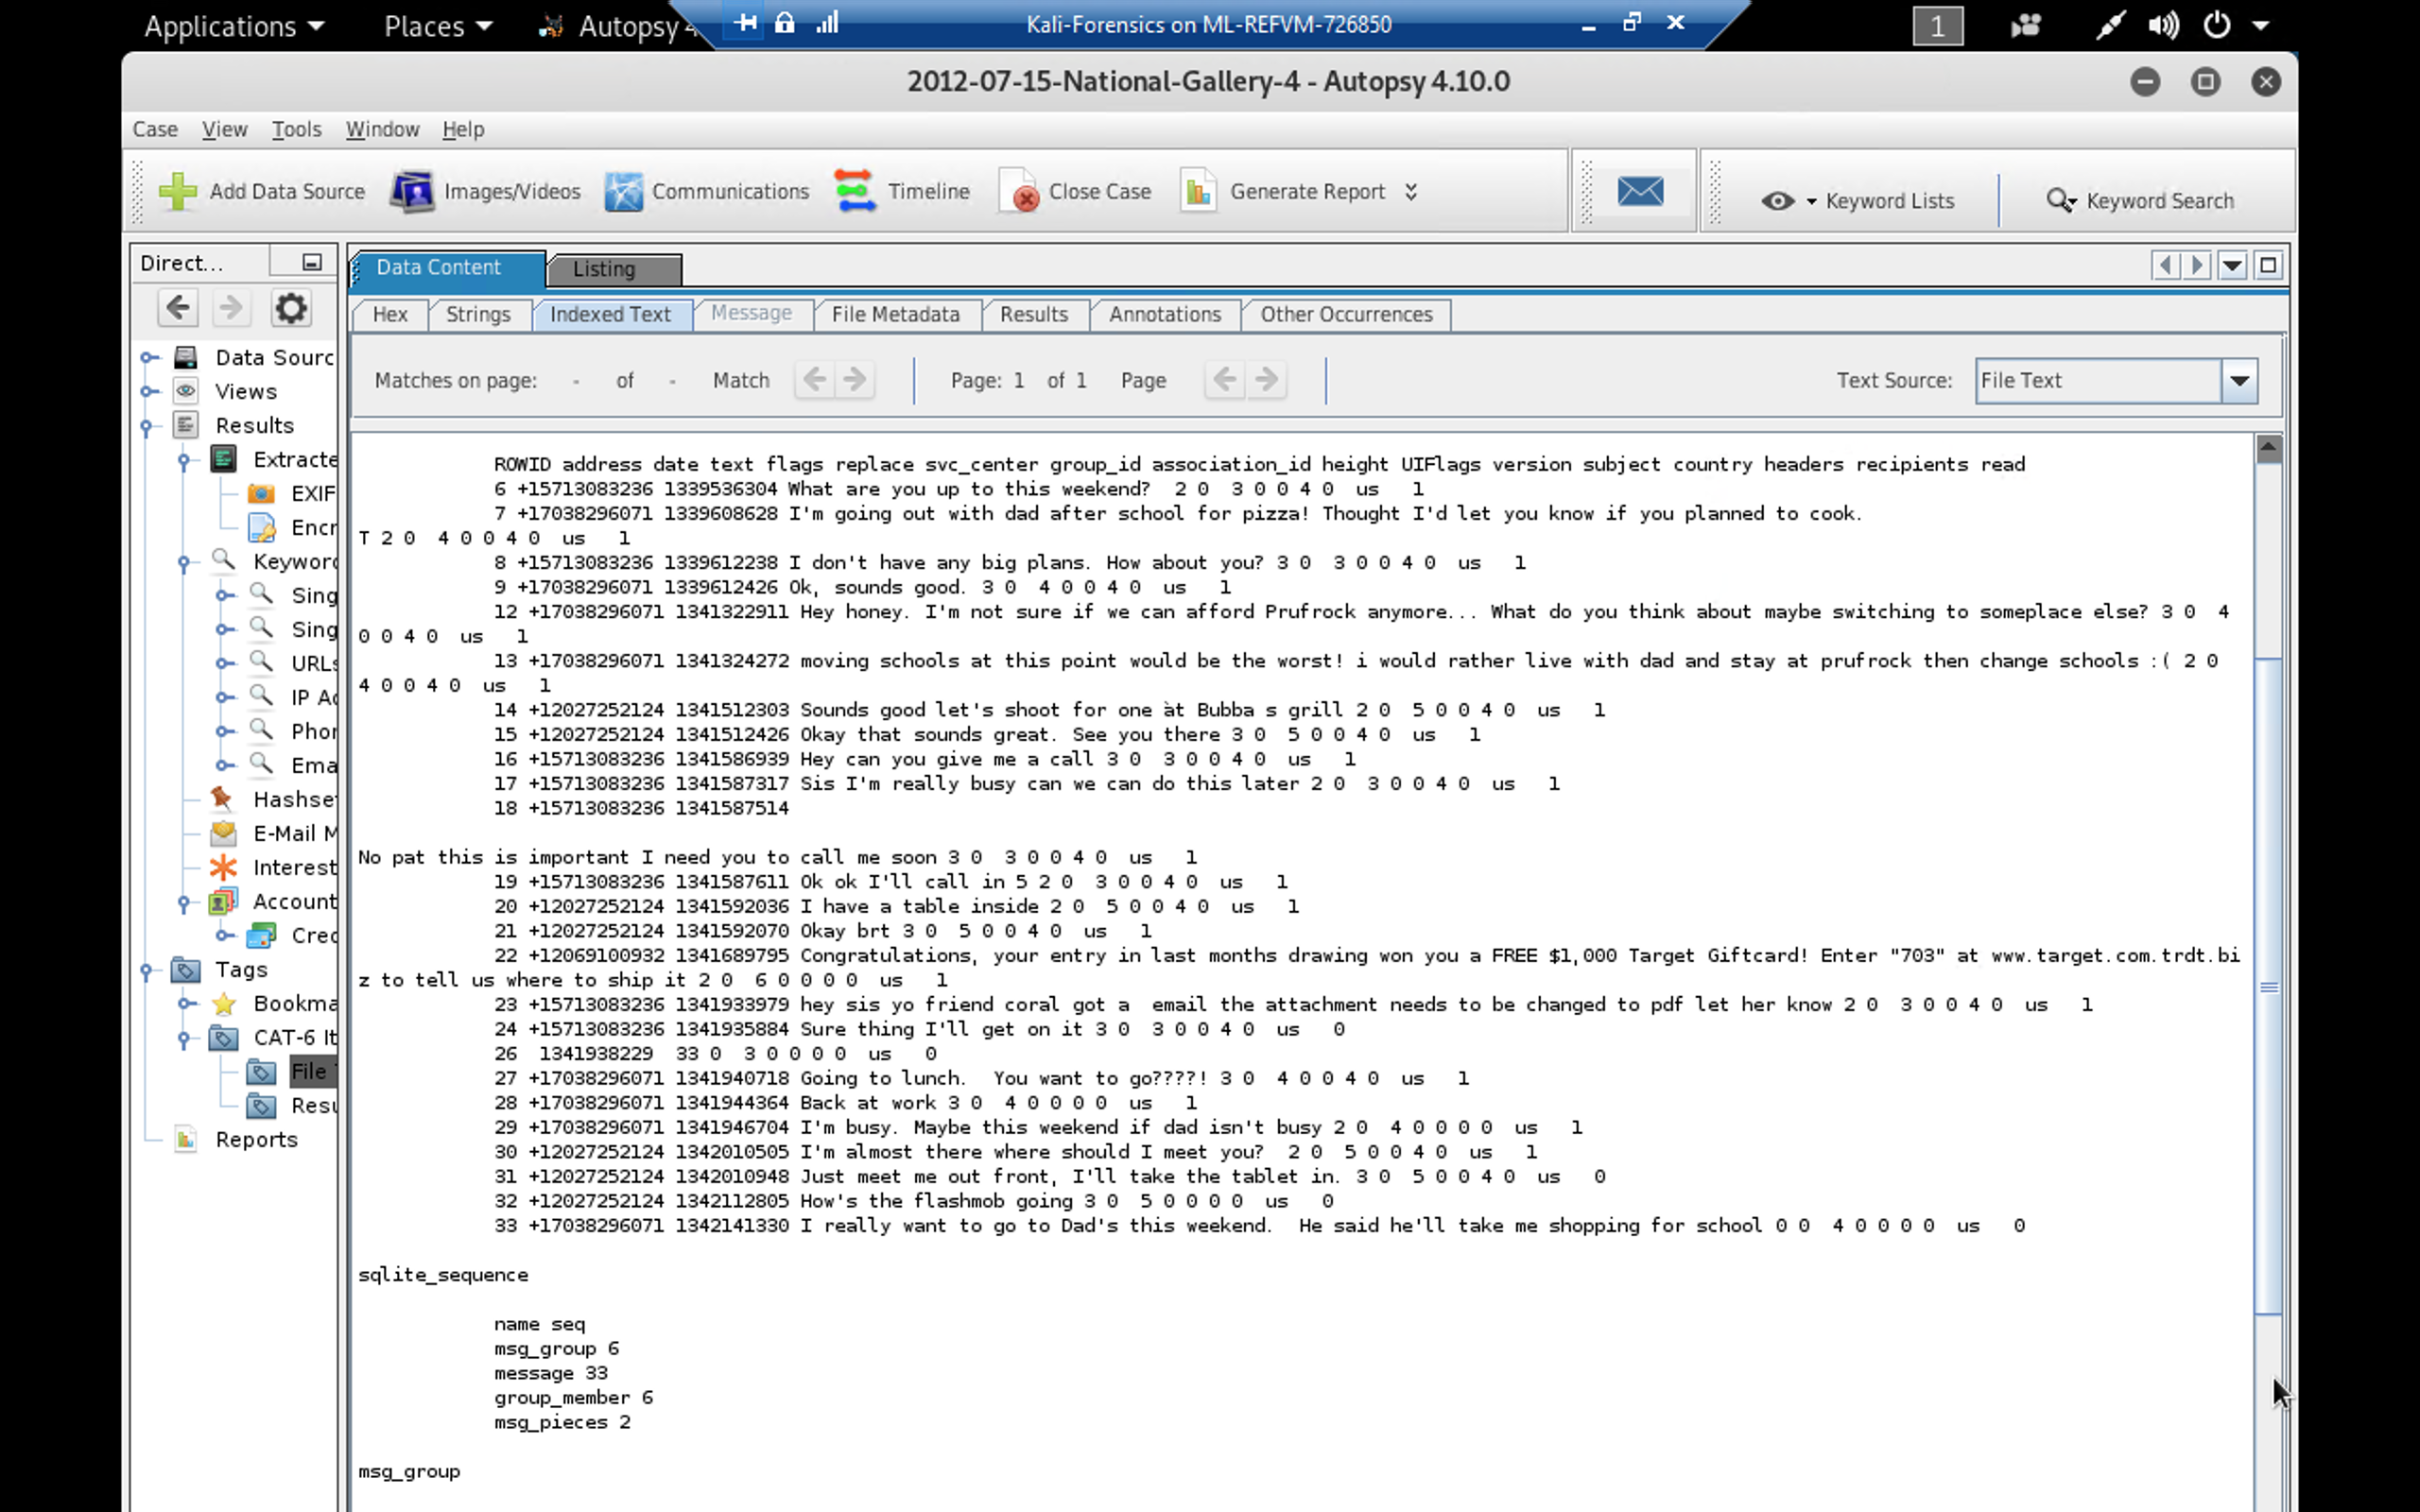 Applications Places Autopsy 4 Kali-Forensics on ML-REFVM-726850 1
2012-07-15-National-Gallery-4 - Autopsy 4.10.0
Case View Tools Window Help
Add Data Source Images/Videos Communications Timeline Close Case Generate Report Keyword Lists Keyword Search
Direct...
Data Sourc
Views
Results
Extracte
EXIF
Encr
Keyword
Sing
Sing
URLs
IP Ad
Phon
Ema
Hashse
E-Mail M
Interest
Account
Cred
Tags
Bookma
CAT-6 It
File
Resu
Reports
Data Content Listing
Hex Strings Indexed Text Message File Metadata Results Annotations Other Occurrences
Matches on page: - of - Match Page: 1 of 1 Page Text Source: File Text
ROWID address date text flags replace svc_center group_id association_id height UIFlags version subject country headers recipients read
6 +15713083236 1339536304 What are you up to this weekend? 2 0 3 0 0 4 0 us 1
7 +17038296071 1339608628 I'm going out with dad after school for pizza! Thought I'd let you know if you planned to cook.
T 2 0 4 0 0 4 0 us 1
8 +15713083236 1339612238 I don't have any big plans. How about you? 3 0 3 0 0 4 0 us 1
9 +17038296071 1339612426 Ok, sounds good. 3 0 4 0 0 4 0 us 1
12 +17038296071 1341322911 Hey honey. I'm not sure if we can afford Prufrock anymore... What do you think about maybe switching to someplace else? 3 0 4
0 0 4 0 us 1
13 +17038296071 1341324272 moving schools at this point would be the worst! i would rather live with dad and stay at prufrock then change schools :( 2 0
4 0 0 4 0 us 1
14 +12027252124 1341512303 Sounds good let's shoot for one at Bubba s grill 2 0 5 0 0 4 0 us 1
15 +12027252124 1341512426 Okay that sounds great. See you there 3 0 5 0 0 4 0 us 1
16 +15713083236 1341586939 Hey can you give me a call 3 0 3 0 0 4 0 us 1
17 +15713083236 1341587317 Sis I'm really busy can we can do this later 2 0 3 0 0 4 0 us 1
18 +15713083236 1341587514
No pat this is important I need you to call me soon 3 0 3 0 0 4 0 us 1
19 +15713083236 1341587611 Ok ok I'll call in 5 2 0 3 0 0 4 0 us 1
20 +12027252124 1341592036 I have a table inside 2 0 5 0 0 4 0 us 1
21 +12027252124 1341592070 Okay brt 3 0 5 0 0 4 0 us 1
22 +12069100932 1341689795 Congratulations, your entry in last months drawing won you a FREE $1,000 Target Giftcard! Enter "703" at www.target.com.trdt.bi
z to tell us where to ship it 2 0 6 0 0 0 0 us 1
23 +15713083236 1341933979 hey sis yo friend coral got a email the attachment needs to be changed to pdf let her know 2 0 3 0 0 4 0 us 1
24 +15713083236 1341935884 Sure thing I'll get on it 3 0 3 0 0 4 0 us 0
26 1341938229 33 0 3 0 0 0 0 us 0
27 +17038296071 1341940718 Going to lunch. You want to go????! 3 0 4 0 0 4 0 us 1
28 +17038296071 1341944364 Back at work 3 0 4 0 0 0 0 us 1
29 +17038296071 1341946704 I'm busy. Maybe this weekend if dad isn't busy 2 0 4 0 0 0 0 us 1
30 +12027252124 1342010505 I'm almost there where should I meet you? 2 0 5 0 0 4 0 us 1
31 +12027252124 1342010948 Just meet me out front, I'll take the tablet in. 3 0 5 0 0 4 0 us 0
32 +12027252124 1342112805 How's the flashmob going 3 0 5 0 0 0 0 us 0
33 +17038296071 1342141330 I really want to go to Dad's this weekend. He said he'll take me shopping for school 0 0 4 0 0 0 0 us 0
sqlite_sequence
name seq
msg_group 6
message 33
group_member 6
msg_pieces 2
msg_group